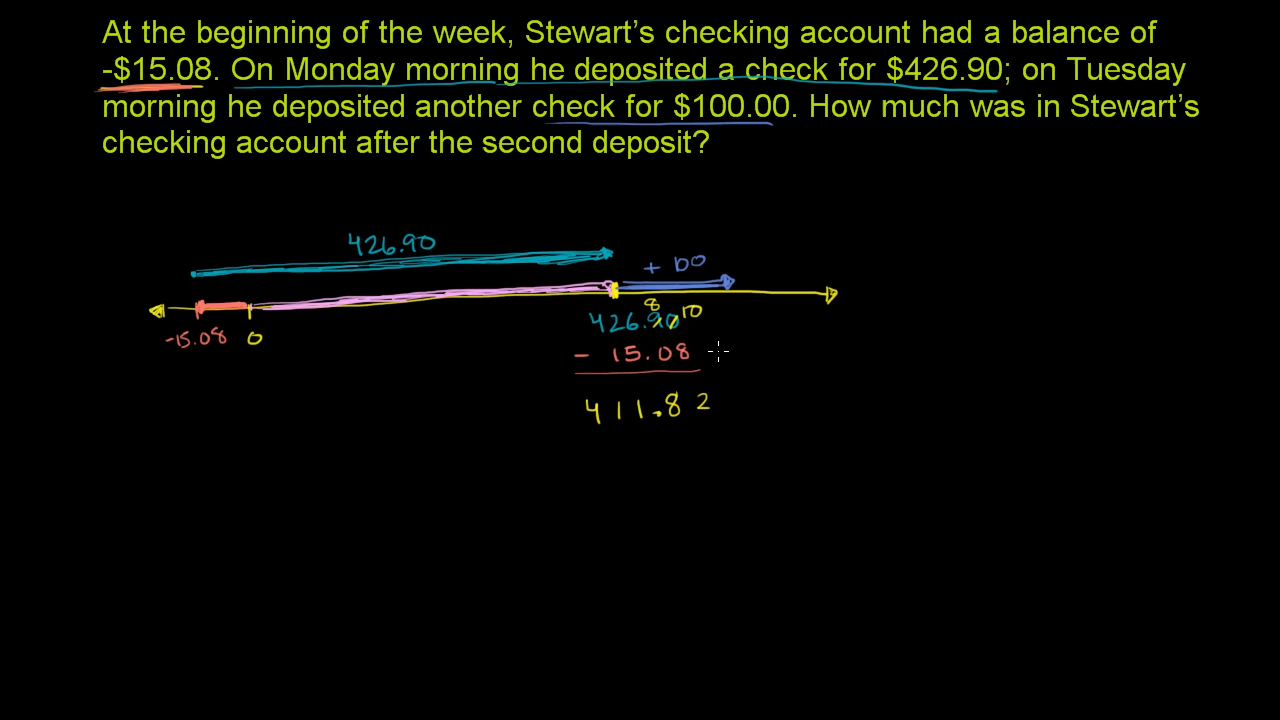 At the beginning of the week, Stewart’s checking account had a balance of
-$15.08. On Monday morning he deposited a check for $426.90; on Tuesday
morning he deposited another check for $100.00. How much was in Stewart’s
checking account after the second deposit?
426.90
+ 100
-15.08 0
8 10
426.90
- 15.08
411.82